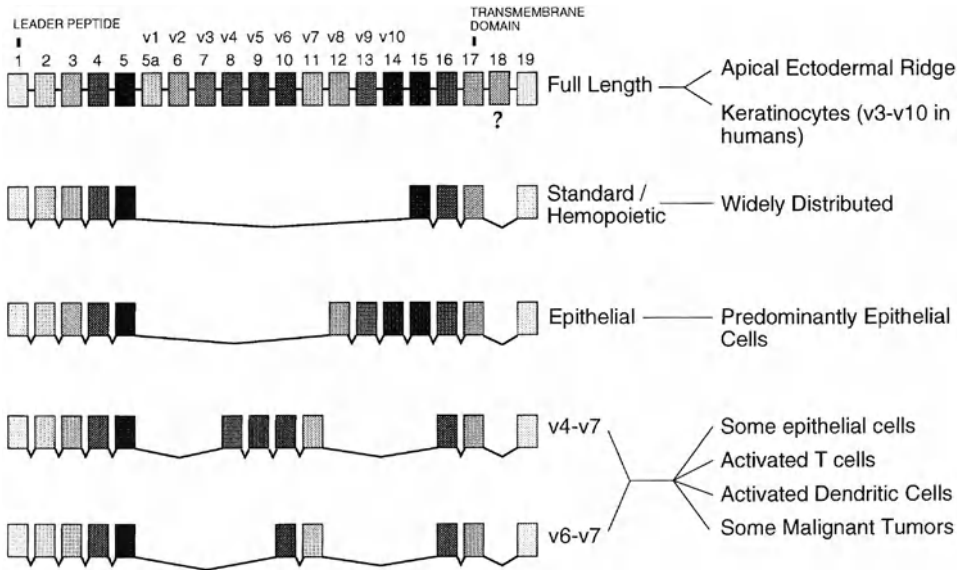 LEADER PEPTIDE
TRANSMEMBRANE
DOMAIN
v1 v2 v3 v4 v5 v6 v7 v8 v9 v10
1 2 3 4 5 5a 6 7 8 9 10 11 12 13 14 15 16 17 18 19
Full Length
Apical Ectodermal Ridge
Keratinocytes (v3-v10 in
humans)
?
Standard /
Hemopoietic
Widely Distributed
Epithelial
Predominantly Epithelial
Cells
v4-v7
Some epithelial cells
Activated T cells
Activated Dendritic Cells
Some Malignant Tumors
v6-v7